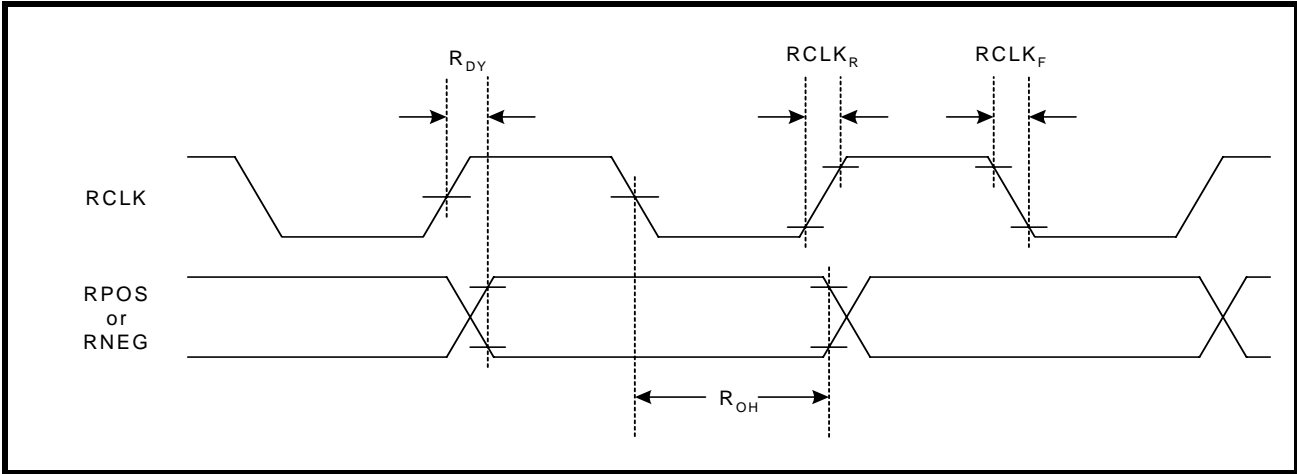 R_DY
RCLK_R
RCLK_F
RCLK
RPOS
or
RNEG
R_OH